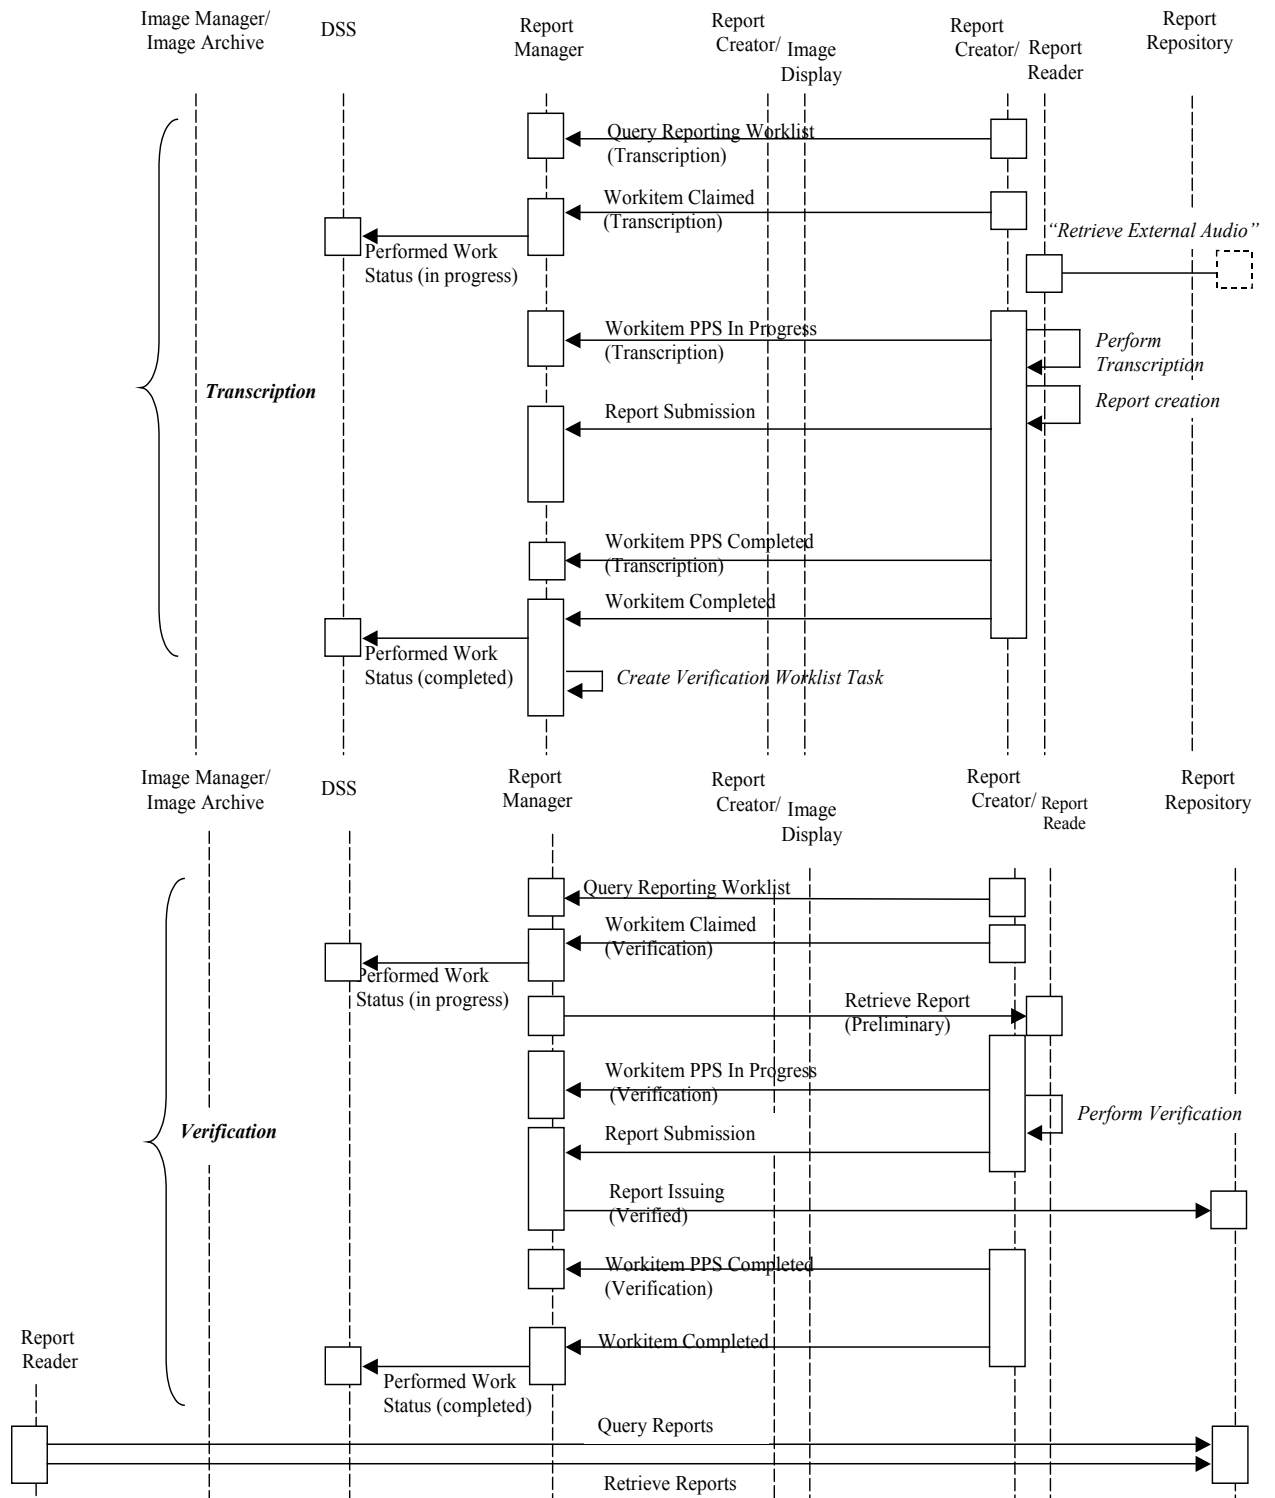 Image Manager/
Image Archive
DSS
Report
Manager
Report
Creator/
Image
Display
Report
Creator/
Report
Reader
Report
Repository
Query Reporting Worklist
(Transcription)
Workitem Claimed
(Transcription)
Performed Work
Status (in progress)
“Retrieve External Audio”
Workitem PPS In Progress
(Transcription)
Perform
Transcription
Transcription
Report creation
Report Submission
Workitem PPS Completed
(Transcription)
Workitem Completed
Performed Work
Status (completed)
Create Verification Worklist Task
Image Manager/
Image Archive
DSS
Report
Manager
Report
Creator/
Image
Display
Report
Creator/
Report
Reade
Report
Repository
Query Reporting Worklist
Workitem Claimed
(Verification)
Performed Work
Status (in progress)
Retrieve Report
(Preliminary)
Workitem PPS In Progress
(Verification)
Perform Verification
Verification
Report Submission
Report Issuing
(Verified)
Workitem PPS Completed
(Verification)
Report
Reader
Workitem Completed
Performed Work
Status (completed)
Query Reports
Retrieve Reports